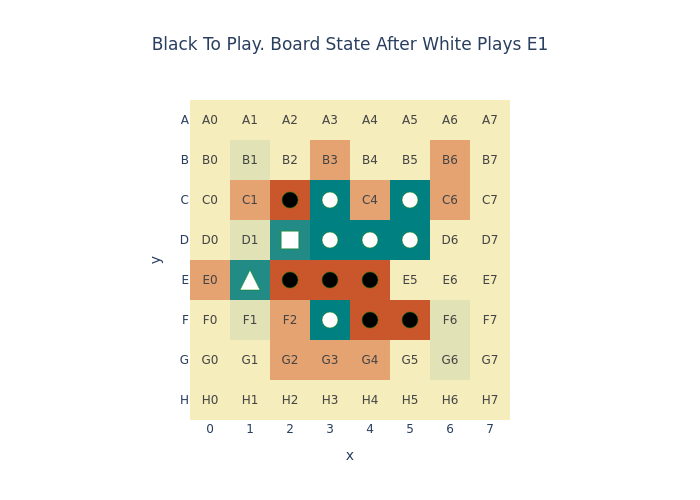 Black To Play. Board State After White Plays E1
A A0 A1 A2 A3 A4 A5 A6 A7
B B0 B1 B2 B3 B4 B5 B6 B7
C C0 C1 C4 C6 C7
D D0 D1 D6 D7
E E0 E5 E6 E7
F F0 F1 F2 F6 F7
G G0 G1 G2 G3 G4 G5 G6 G7
H H0 H1 H2 H3 H4 H5 H6 H7
0 1 2 3 4 5 6 7
x
y